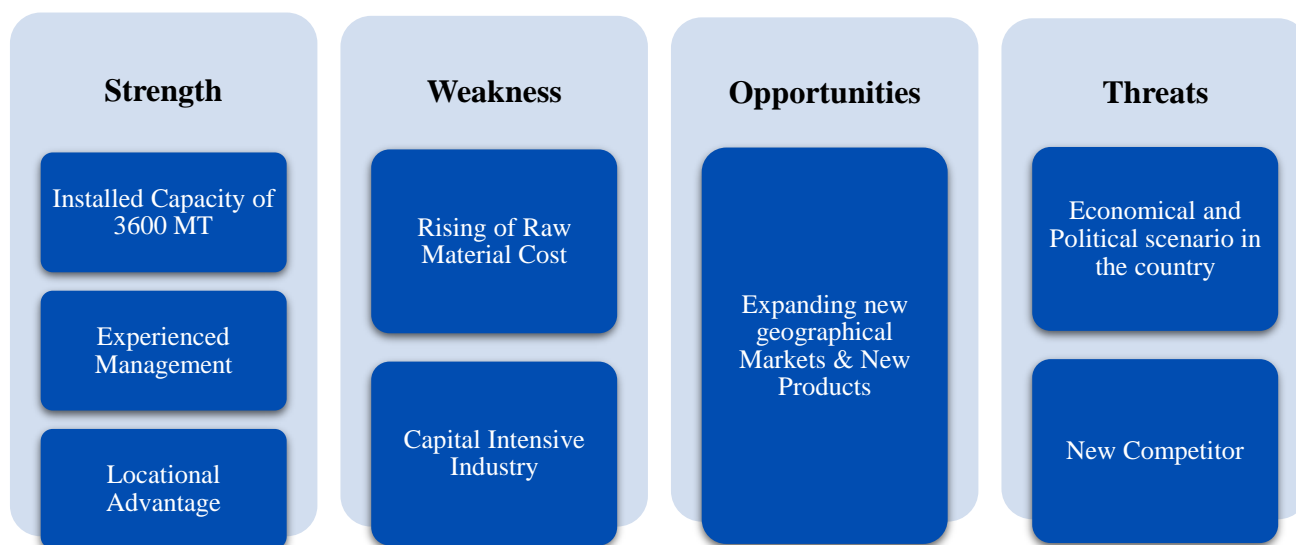 Strength
Installed Capacity of
3600 MT
Experienced
Management
Locational
Advantage
Weakness
Rising of Raw
Material Cost
Capital Intensive
Industry
Opportunities
Expanding new
geographical
Markets & New
Products
Threats
Economical and
Political scenario in
the country
New Competitor